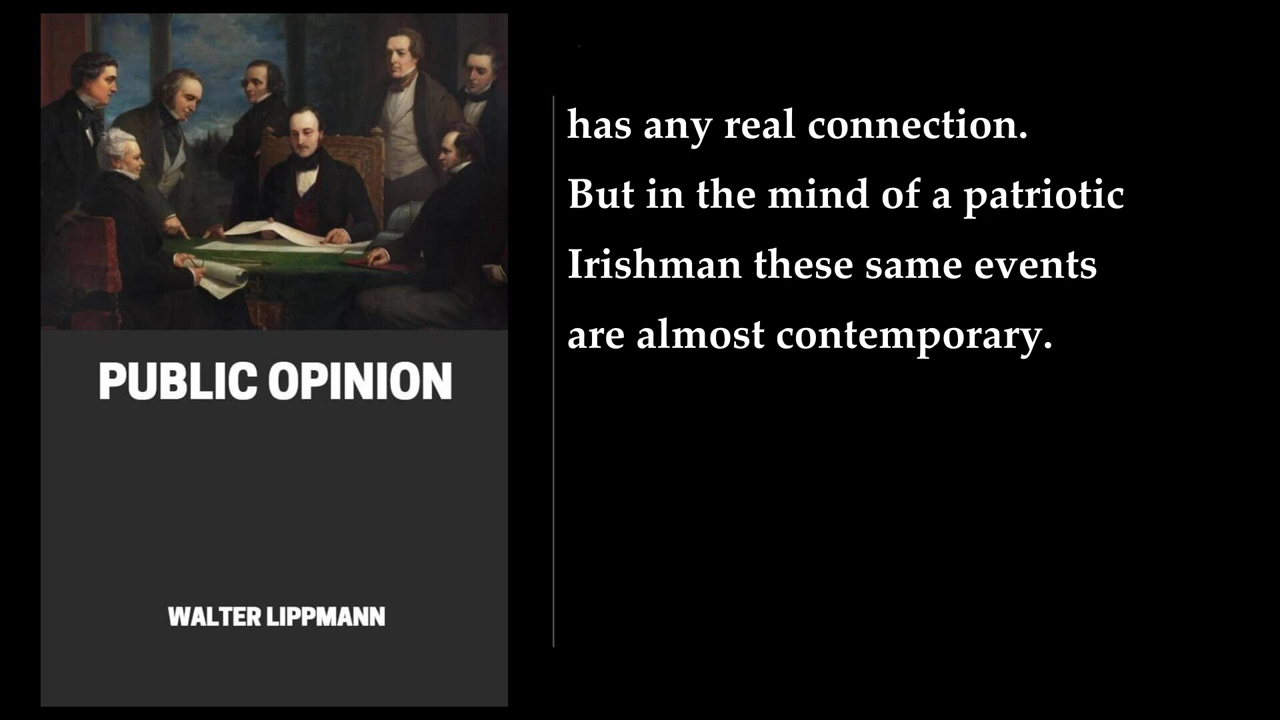 PUBLIC OPINION
WALTER LIPPMANN
has any real connection.
But in the mind of a patriotic
Irishman these same events
are almost contemporary.